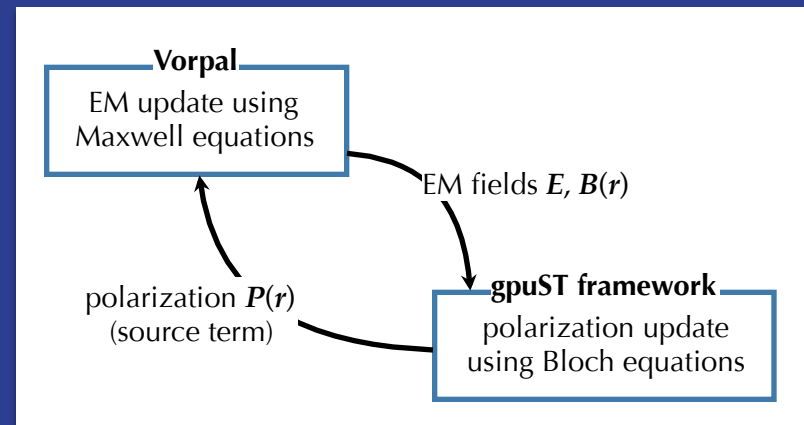 Vorpal
EM update using
Maxwell equations
EM fields E, B(r)
polarization P(r)
(source term)
gpuST framework
polarization update
using Bloch equations